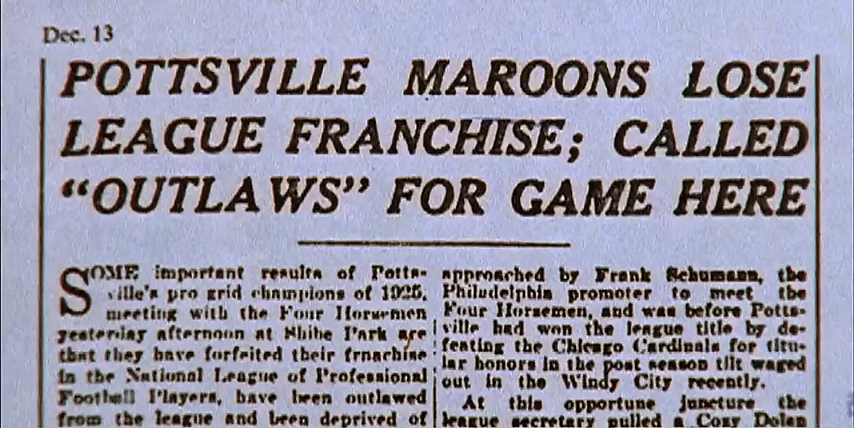 Dec. 13
POTTSVILLE MAROONS LOSE
LEAGUE FRANCHISE; CALLED
“OUTLAWS” FOR GAME HERE
SOME important results of Potts-
ville's pro grid champions of 1925,
meeting with the Four Horsemen
yesterday afternoon at Shibe Park are
that they have forfeited their frnachise
in the National League of Professional
Football Players, have been outlawed
from the league and been deprived of
approached by Frank Schumann, the
Philadelphia promoter to meet the
Four Horsemen, and was before Potts-
ville had won the league title by de-
feating the Chicago Cardinals for titu-
lar honors in the post season tilt waged
out in the Windy City recently.
At this opportune juncture the
league secretary pulled a Cozy Dolan